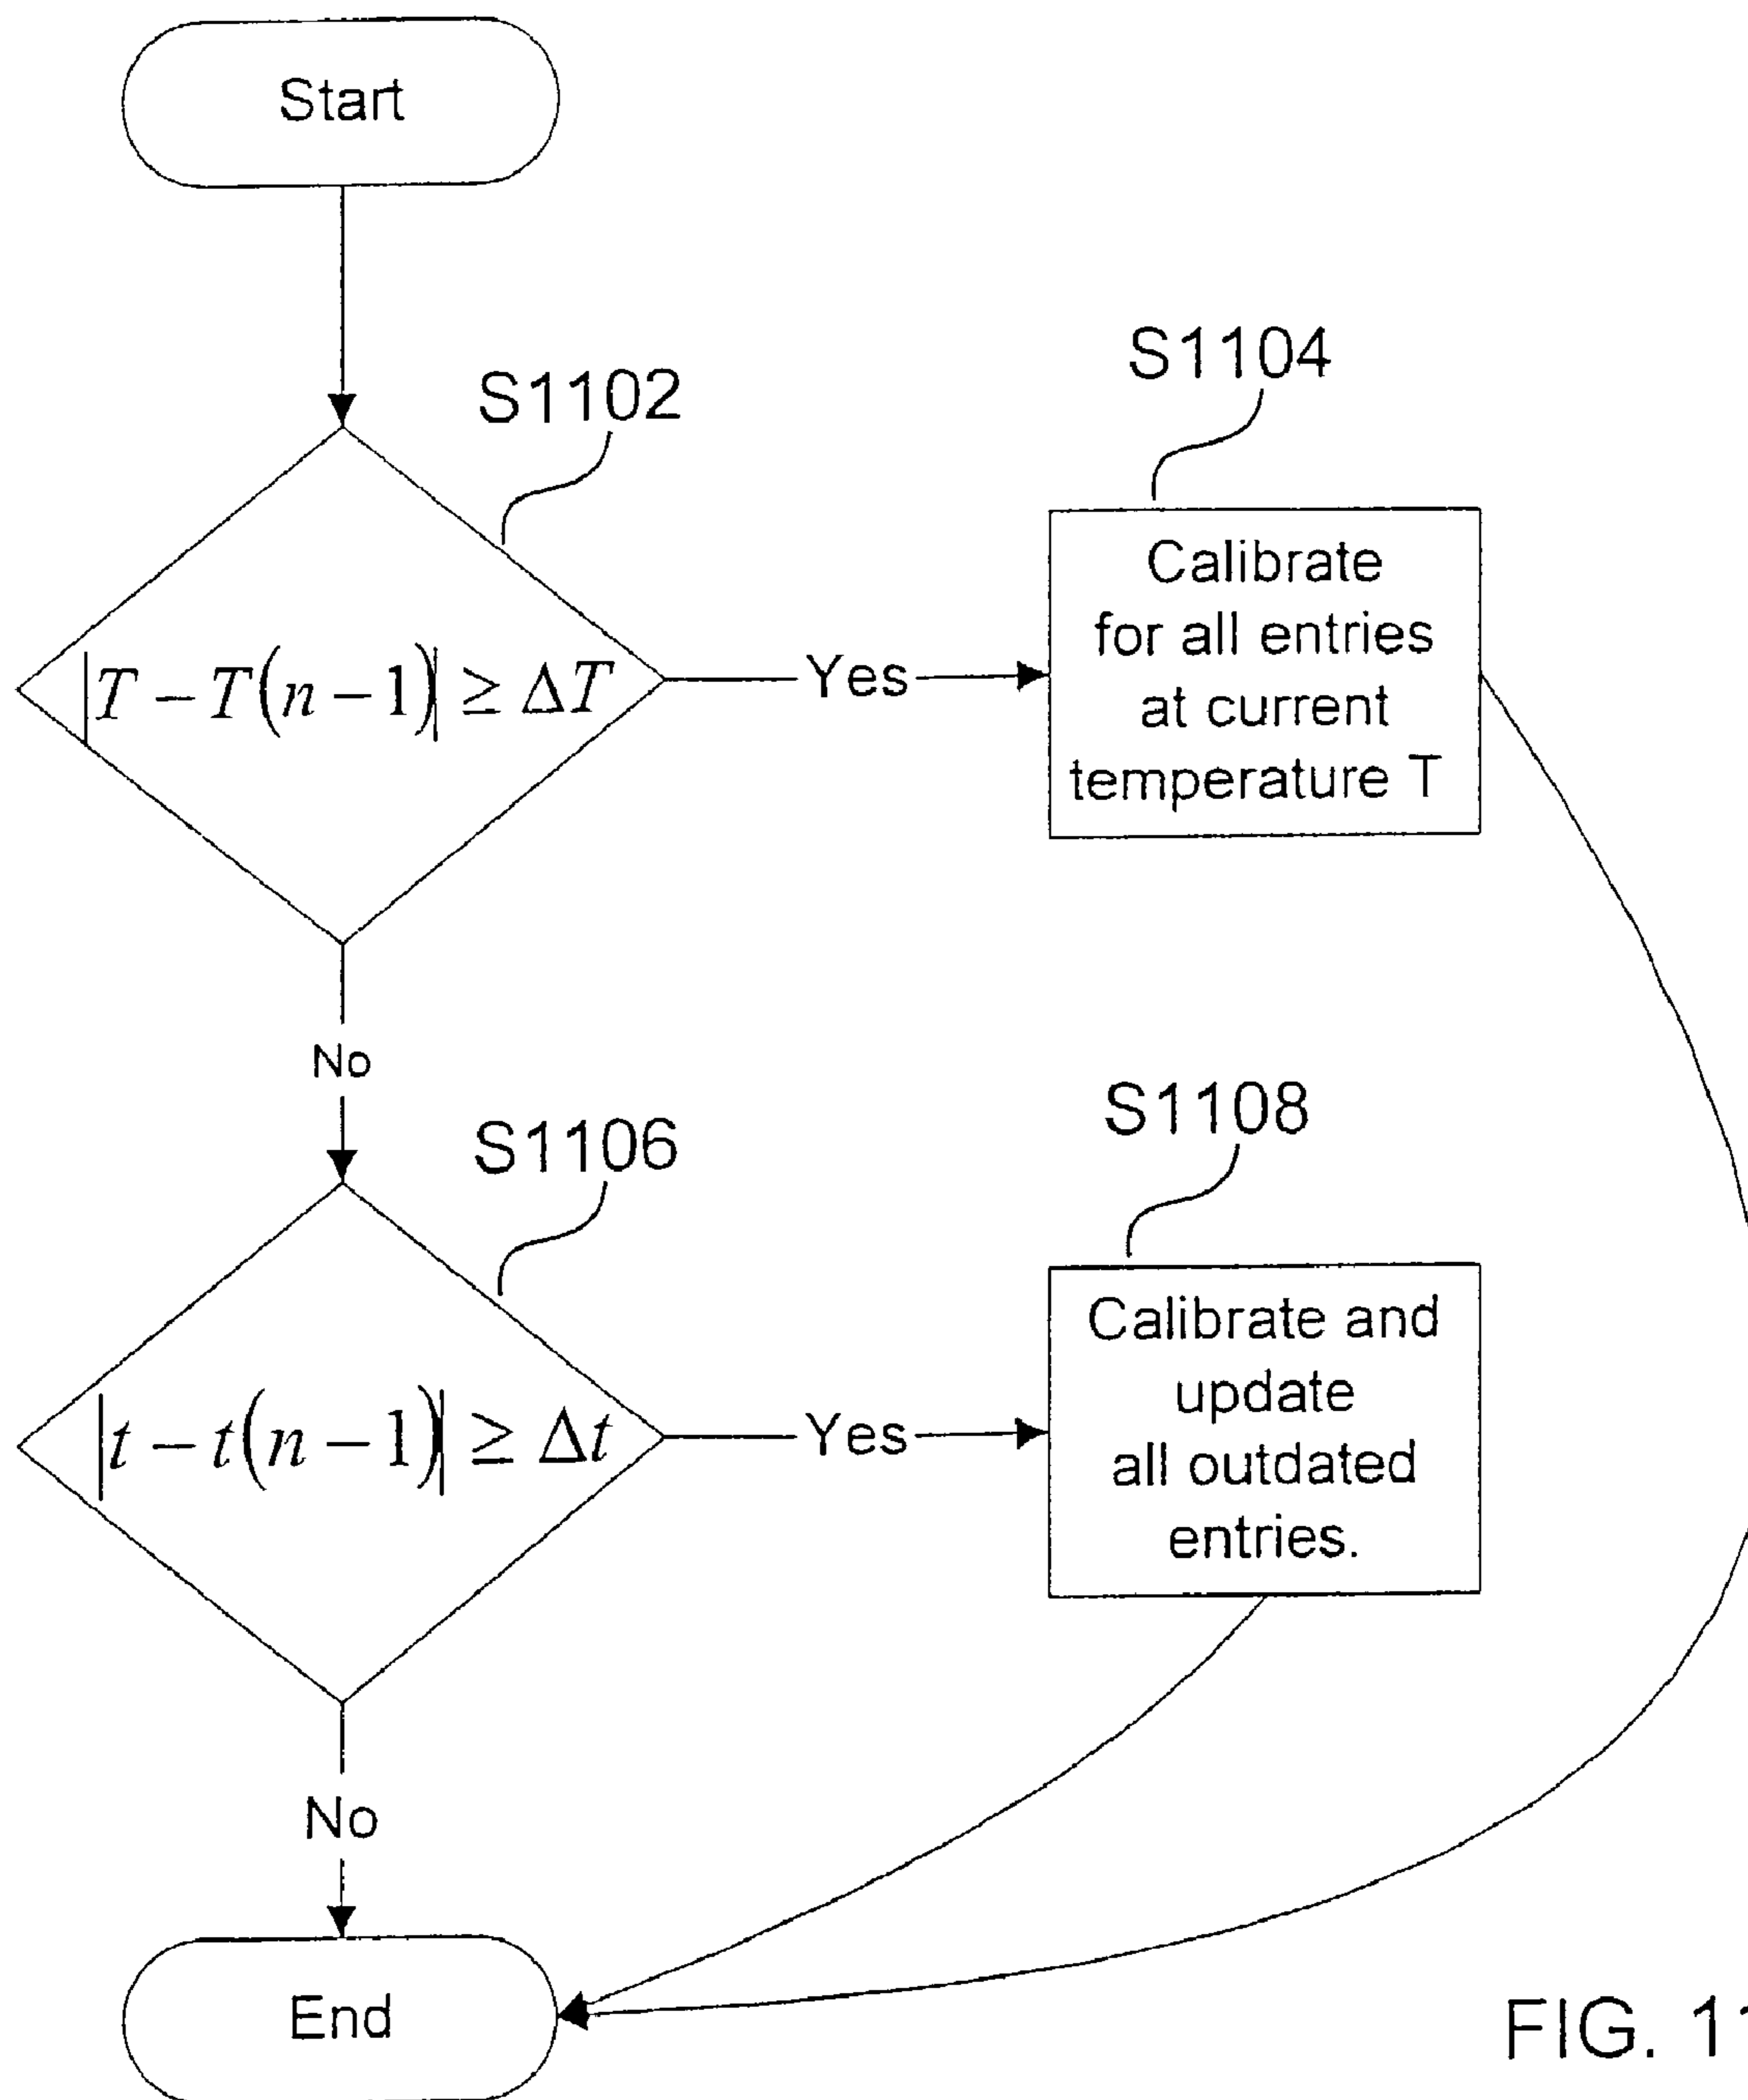 Start
S1102
S1104
|T − T(n − 1)| ≥ ΔT
Yes
Calibrate
for all entries
at current
temperature T
No
S1106
S1108
|t − t(n − 1)| ≥ Δt
Yes
Calibrate and
update
all outdated
entries.
No
End
FIG. 11